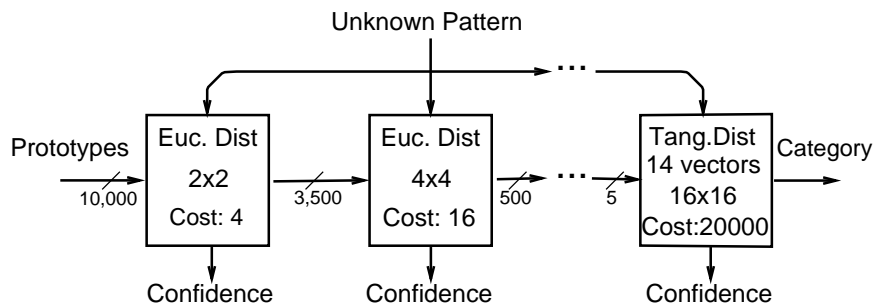 Unknown Pattern
...
Prototypes
10,000
Euc. Dist
2x2
Cost: 4
3,500
Euc. Dist
4x4
Cost: 16
500
...
5
Tang.Dist
14 vectors
16x16
Cost:20000
Category
Confidence
Confidence
Confidence